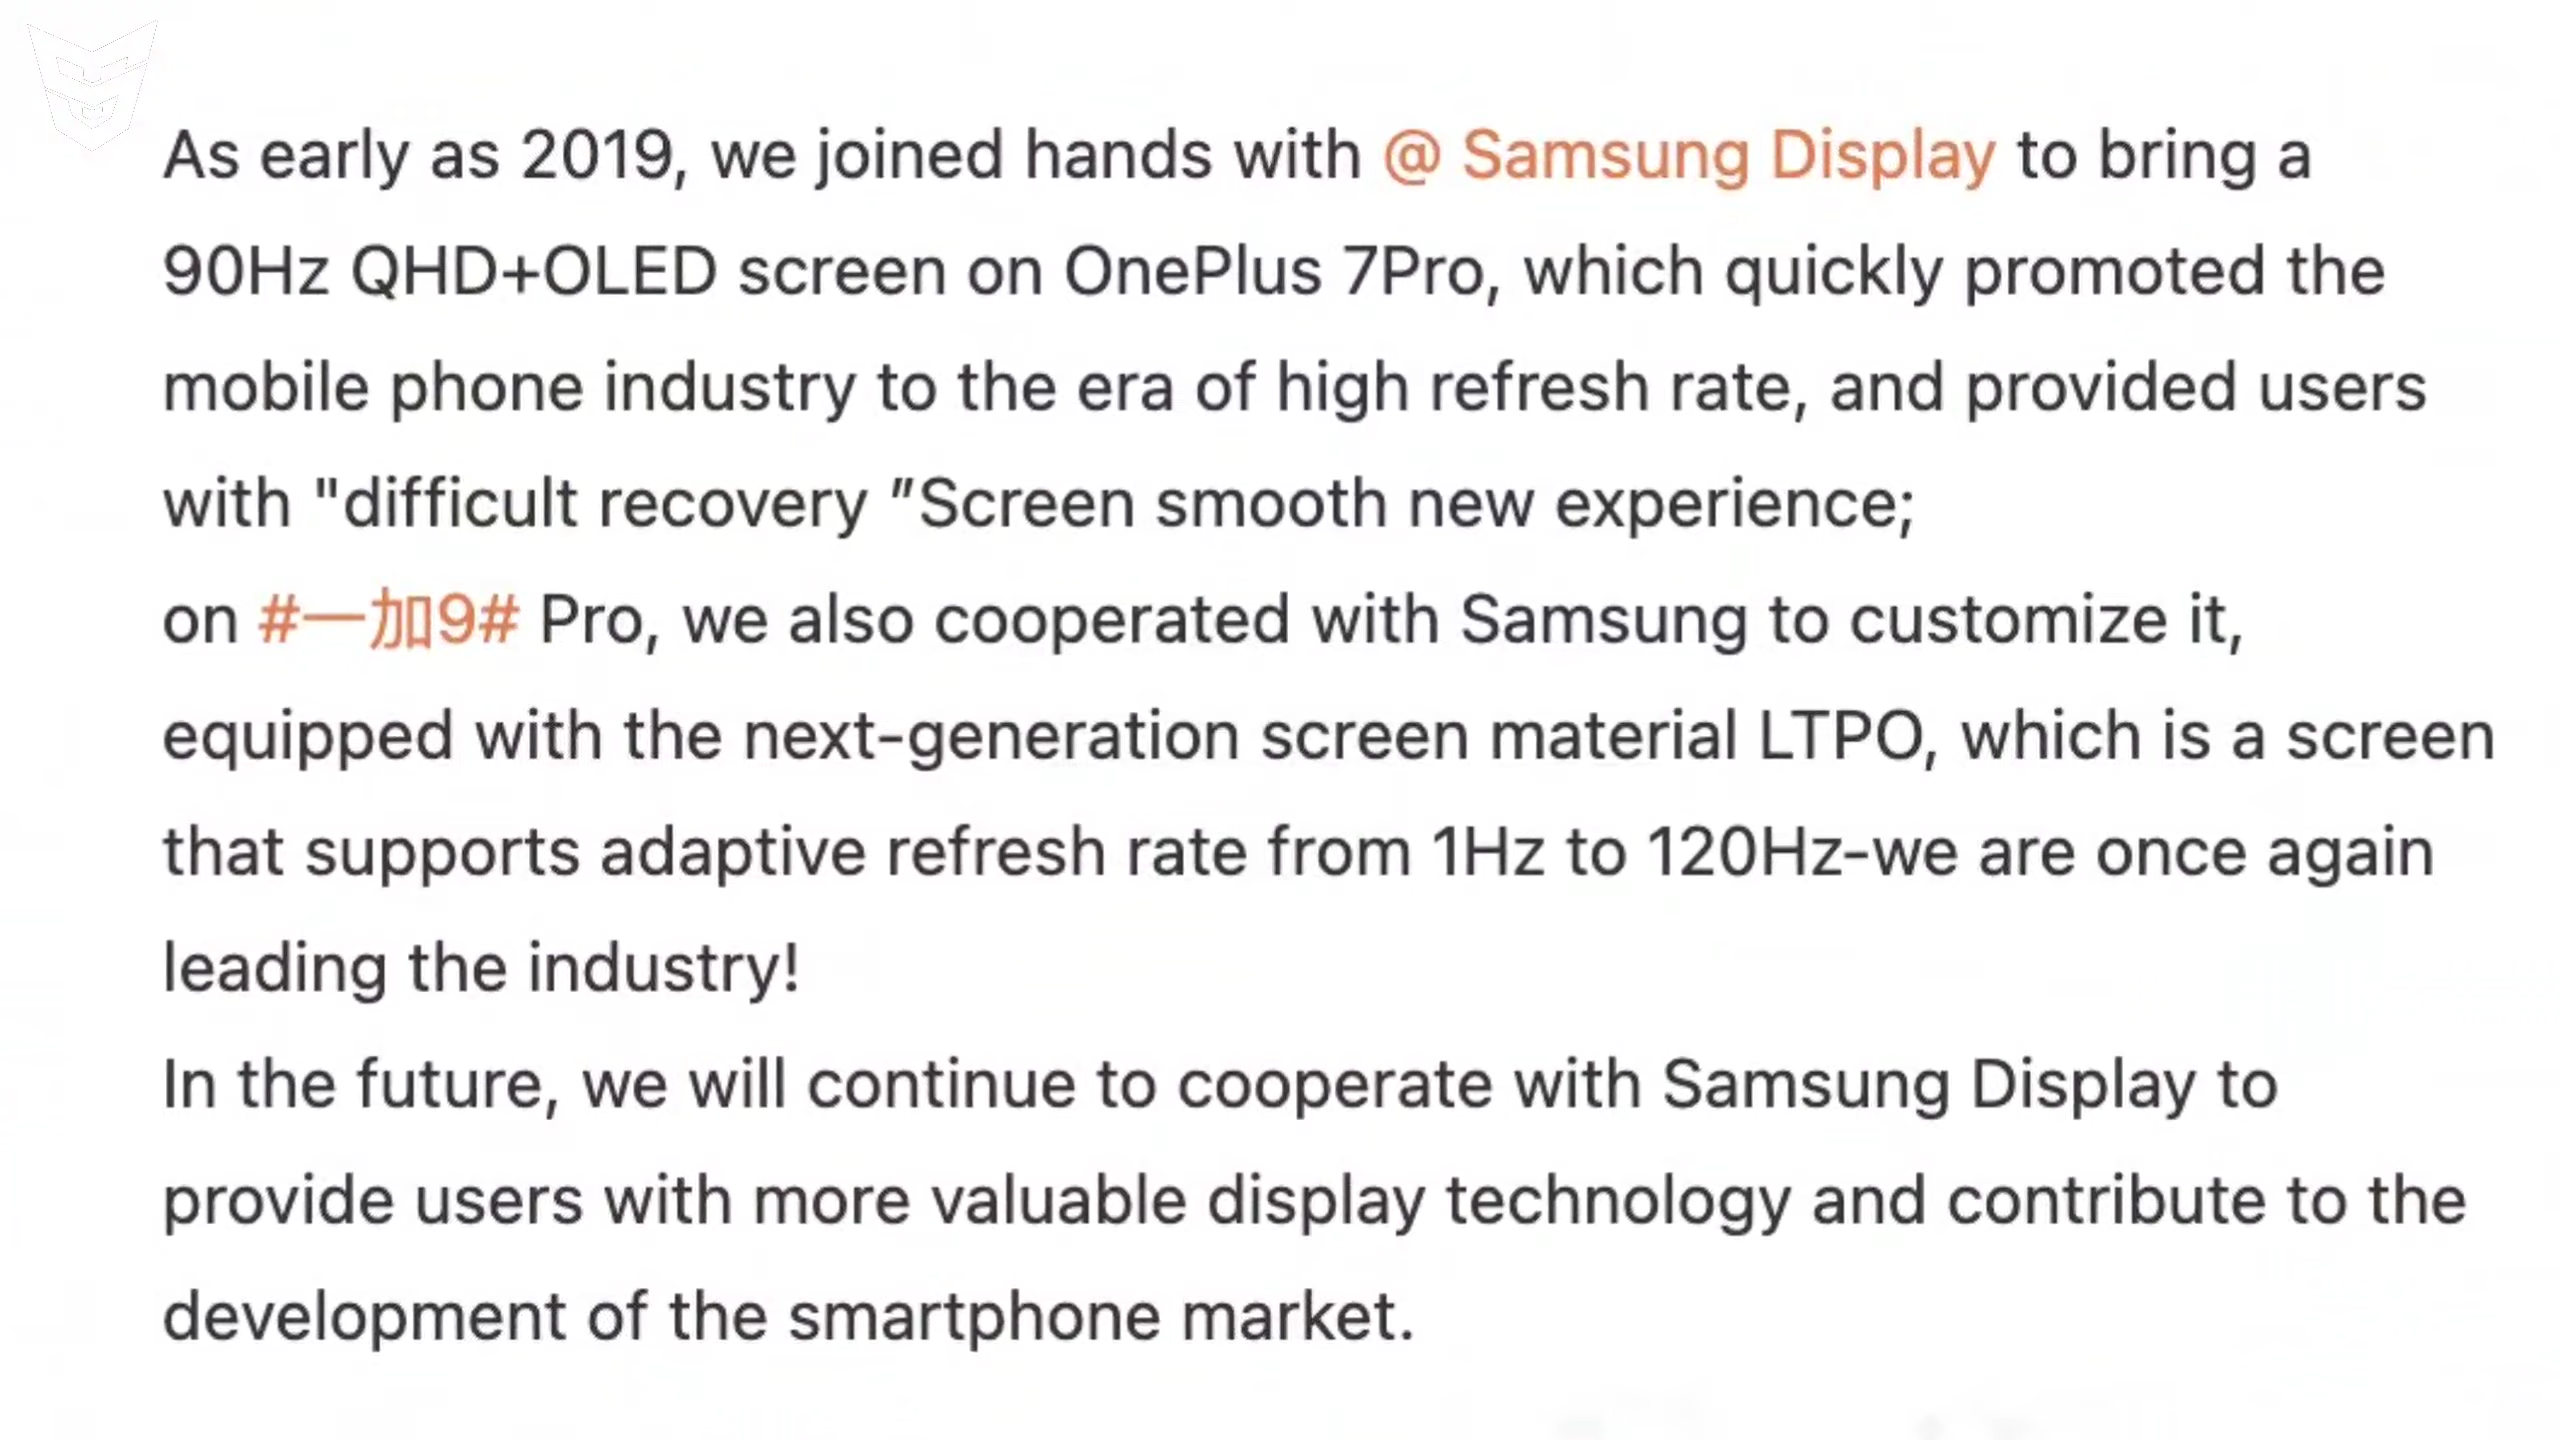 As early as 2019, we joined hands with @ Samsung Display to bring a
90Hz QHD+OLED screen on OnePlus 7Pro, which quickly promoted the
mobile phone industry to the era of high refresh rate, and provided users
with "difficult recovery ”Screen smooth new experience;
on #一加9# Pro, we also cooperated with Samsung to customize it,
equipped with the next-generation screen material LTPO, which is a screen
that supports adaptive refresh rate from 1Hz to 120Hz-we are once again
leading the industry!
In the future, we will continue to cooperate with Samsung Display to
provide users with more valuable display technology and contribute to the
development of the smartphone market.